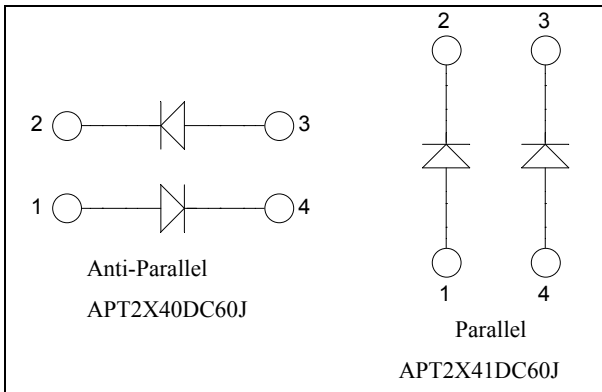 2 3
2 3
1 4
Anti-Parallel
APT2X40DC60J
1 4
Parallel
APT2X41DC60J